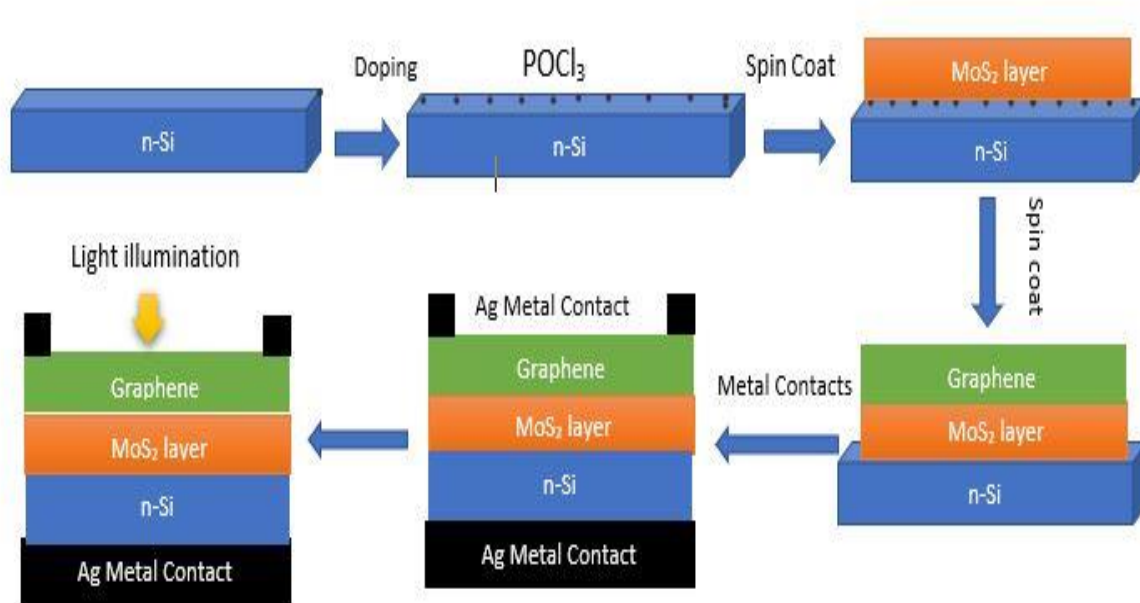 n-Si
Doping
POCl₃
n-Si
Spin Coat
MoS₂ layer
n-Si
Spin coat
Graphene
MoS₂ layer
n-Si
Metal Contacts
Ag Metal Contact
Graphene
MoS₂ layer
n-Si
Ag Metal Contact
Light illumination
Graphene
MoS₂ layer
n-Si
Ag Metal Contact